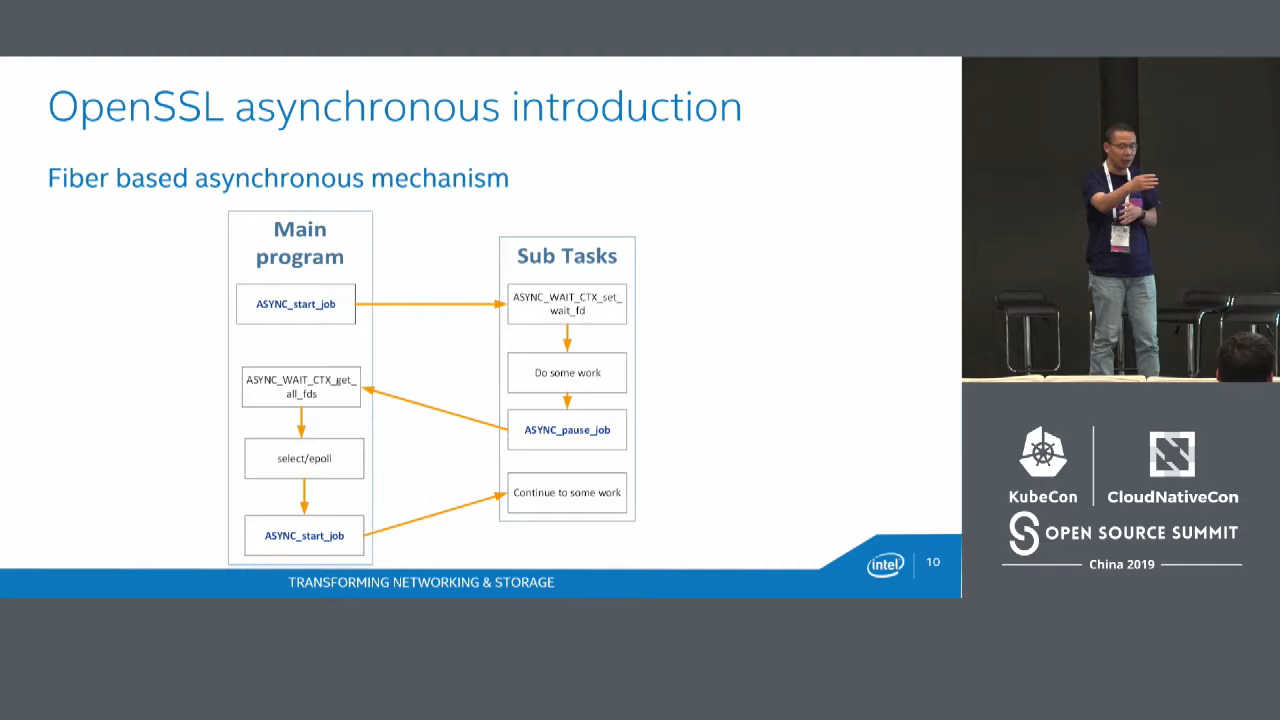 OpenSSL asynchronous introduction
Fiber based asynchronous mechanism
Main
program
ASYNC_start_job
ASYNC_WAIT_CTX_get_
all_fds
select/epoll
ASYNC_start_job
Sub Tasks
ASYNC_WAIT_CTX_set_
wait_fd
Do some work
ASYNC_pause_job
Continue to some work
TRANSFORMING NETWORKING & STORAGE
intel
10
KubeCon
CloudNativeCon
OPEN SOURCE SUMMIT
China 2019